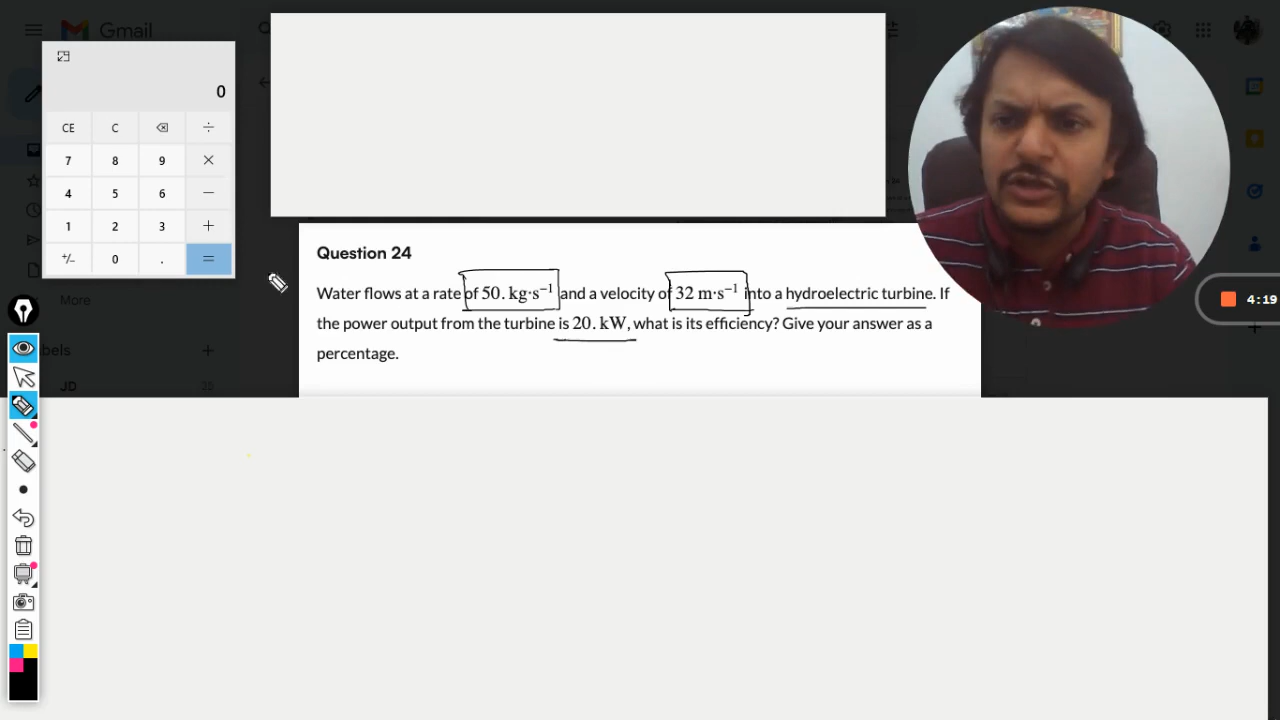 Gmail
0
CE C ⌫ ÷
7 8 9 ×
4 5 6 −
1 2 3 +
+/− 0 . =
Question 24
Water flows at a rate of 50. kg·s⁻¹ and a velocity of 32 m·s⁻¹ into a hydroelectric turbine. If
the power output from the turbine is 20. kW, what is its efficiency? Give your answer as a
percentage.
4:19
More
abels +
JD